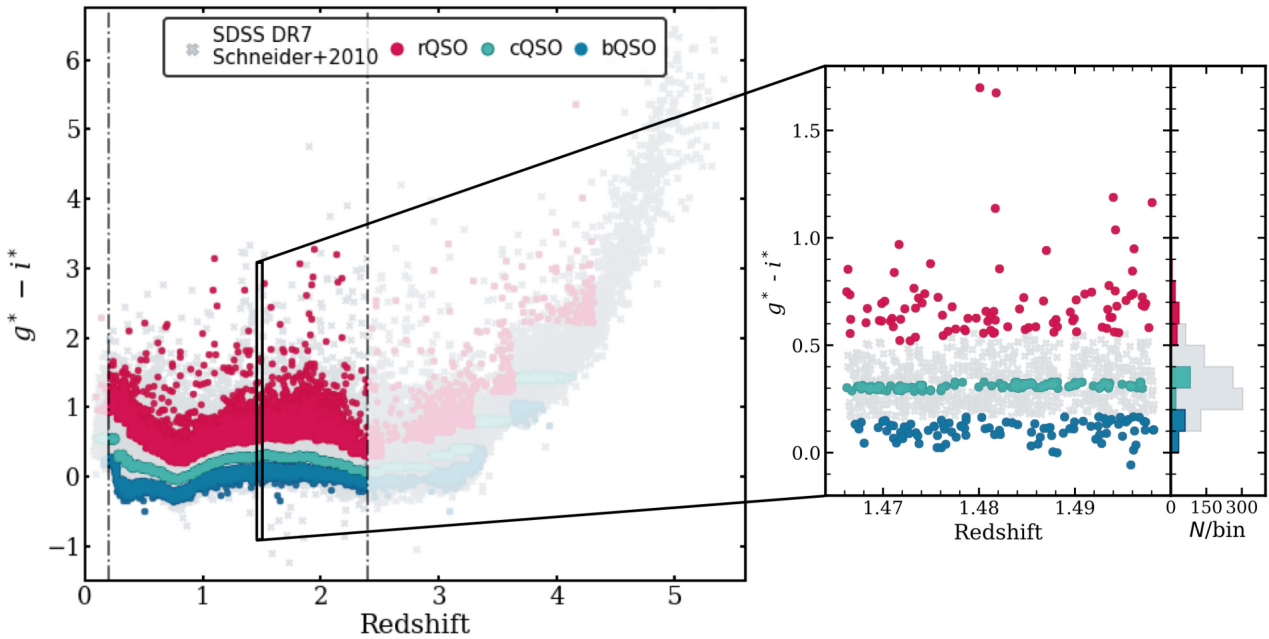 SDSS DR7
Schneider+2010
rQSO
cQSO
bQSO
g* − i*
6
5
4
3
2
1
0
−1
0 1 2 3 4 5
Redshift
g* - i*
1.5
1.0
0.5
0.0
1.47 1.48 1.49
Redshift
0 150 300
N/bin